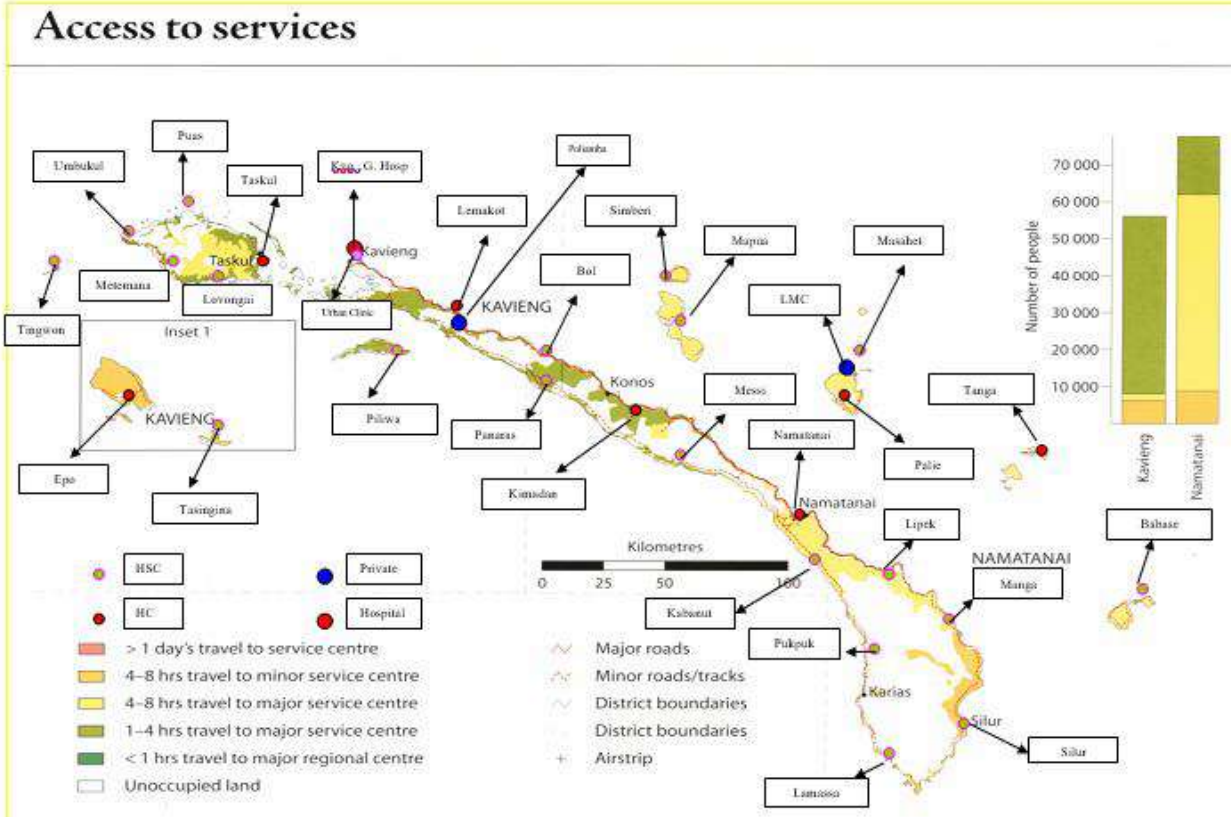 Access to services
Puas
Umbukul
Taskul
G. Hosp
Lemakot
Poliamba
Simberi
Mapua
Masahet
Bol
LMC
Kavieng
Taskul
Metemana
Lovongai
Tingwon
Urban Clinic
KAVIENG
Inset 1
Konos
Messo
Tanga
KAVIENG
Piliwa
Panaras
Namatanai
Palie
Epo
Tasingina
Kimadan
Namatanai
Lipek
Babase
NAMATANAI
Manga
Kilometres
0 25 50 100
Kabanut
Pukpuk
Karias
Silur
Silur
Lamassa
Number of people
70 000
60 000
50 000
40 000
30 000
20 000
10 000
Kavieng
Namatanai
HSC
Private
HC
Hospital
> 1 day's travel to service centre
4–8 hrs travel to minor service centre
4–8 hrs travel to major service centre
1–4 hrs travel to major service centre
< 1 hrs travel to major regional centre
Unoccupied land
Major roads
Minor roads/tracks
District boundaries
District boundaries
Airstrip